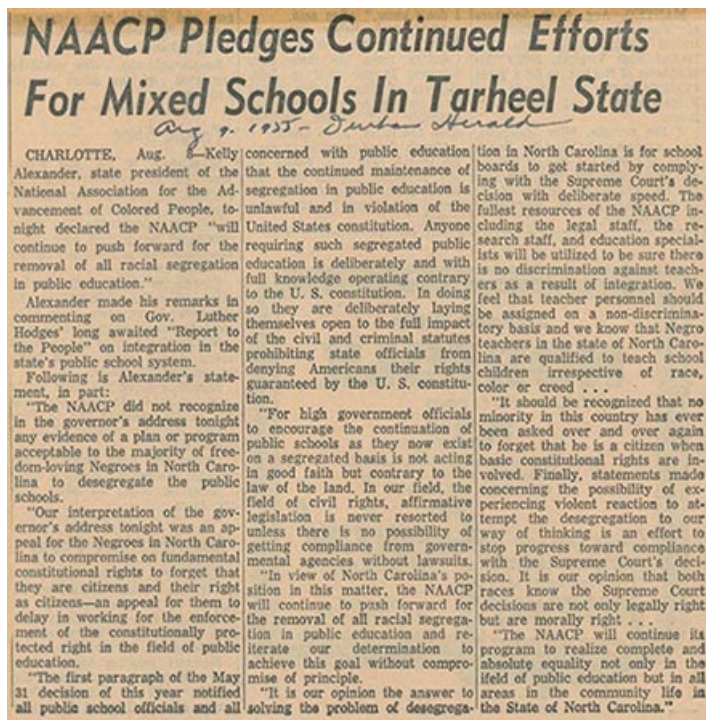 NAACP Pledges Continued Efforts
For Mixed Schools In Tarheel State
Aug 9. 1955 - Durham Herald
CHARLOTTE, Aug. 8—Kelly
Alexander, state president of the
National Association for the Ad-
vancement of Colored People, to-
night declared the NAACP "will
continue to push forward for the
removal of all racial segregation
in public education."
Alexander made his remarks in
commenting on Gov. Luther
Hodges' long awaited "Report to
the People" on integration in the
state's public school system.
Following is Alexander's state-
ment, in part:
"The NAACP did not recognize
in the governor's address tonight
any evidence of a plan or program
acceptable to the majority of free-
dom-loving Negroes in North Caro-
lina to desegregate the public
schools.
"Our interpretation of the gov-
ernor's address tonight was an ap-
peal for the Negroes in North Caro-
lina to compromise on fundamental
constitutional rights to forget that
they are citizens and their right
as citizens—an appeal for them to
delay in working for the enforce-
ment of the constitutionally pro-
tected right in the field of public
education.
"The first paragraph of the May
31 decision of this year notified
all public school officials and all
concerned with public education
that the continued maintenance of
segregation in public education is
unlawful and in violation of the
United States constitution. Anyone
requiring such segregated public
education is deliberately and with
full knowledge operating contrary
to the U. S. constitution. In doing
so they are deliberately laying
themselves open to the full impact
of the civil and criminal statutes
prohibiting state officials from
denying Americans their rights
guaranteed by the U. S. constitu-
tion.
"For high government officials
to encourage the continuation of
public schools as they now exist
on a segregated basis is not acting
in good faith but contrary to the
law of the land. In our field, the
field of civil rights, affirmative
legislation is never resorted to
unless there is no possibility of
getting compliance from govern-
mental agencies without lawsuits.
"In view of North Carolina's po-
sition in this matter, the NAACP
will continue to push forward for
the removal of all racial segrega-
tion in public education and re-
iterate our determination to
achieve this goal without compro-
mise of principle.
"It is our opinion the answer to
solving the problem of desegrega-
tion in North Carolina is for school
boards to get started by comply-
ing with the Supreme Court's de-
cision with deliberate speed. The
fullest resources of the NAACP in-
cluding the legal staff, the re-
search staff, and education special-
ists will be utilized to be sure there
is no discrimination against teach-
ers as a result of integration. We
feel that teacher personnel should
be assigned on a non-discrimina-
tory basis and we know that Negro
teachers in the state of North Caro-
lina are qualified to teach school
children irrespective of race,
color or creed . . .
"It should be recognized that no
minority in this country has ever
been asked over and over again
to forget that he is a citizen when
basic constitutional rights are in-
volved. Finally, statements made
concerning the possibility of ex-
periencing violent reaction to at-
tempt the desegregation to our
way of thinking is an effort to
stop progress toward compliance
with the Supreme Court's deci-
sion. It is our opinion that both
races know the Supreme Court
decisions are not only legally right
but are morally right . . .
"The NAACP will continue its
program to realize complete and
absolute equality not only in the
ifeld of public education but in all
areas in the community life in
the State of North Carolina."